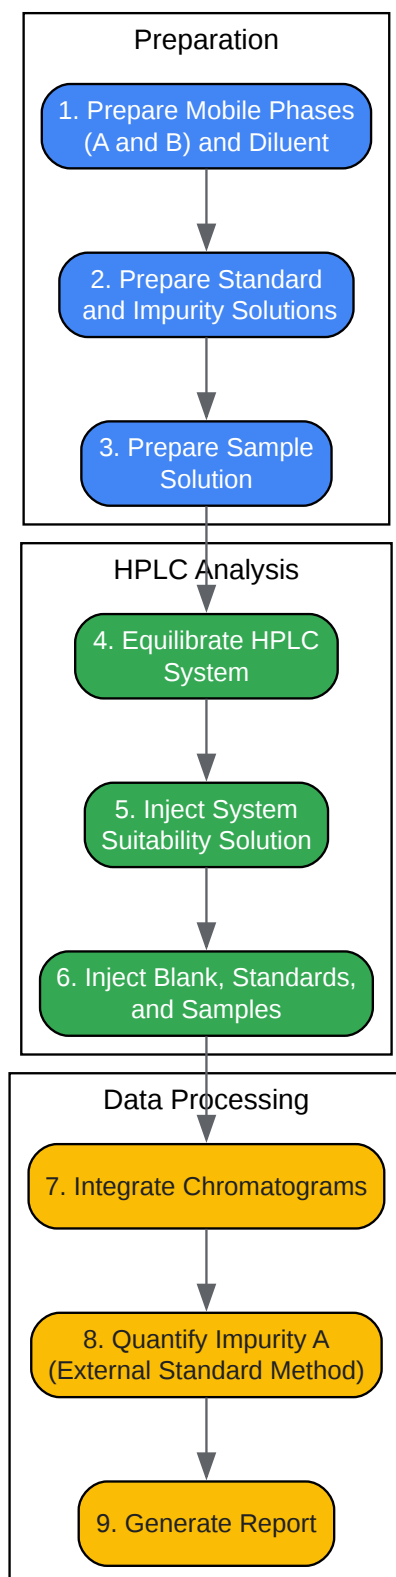 Preparation
1. Prepare Mobile Phases
(A and B) and Diluent
2. Prepare Standard
and Impurity Solutions
3. Prepare Sample
Solution
HPLC Analysis
4. Equilibrate HPLC
System
5. Inject System
Suitability Solution
6. Inject Blank, Standards,
and Samples
Data Processing
7. Integrate Chromatograms
8. Quantify Impurity A
(External Standard Method)
9. Generate Report